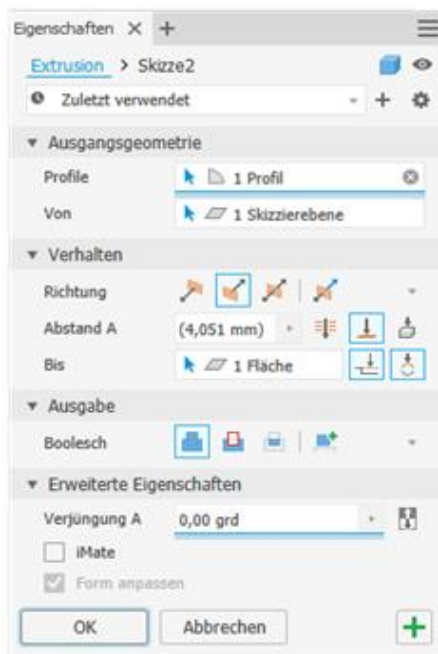 Eigenschaften × +
Extrusion > Skizze2
Zuletzt verwendet
Ausgangsgeometrie
Profile 1 Profil
Von 1 Skizzierebene
Verhalten
Richtung
Abstand A (4,051 mm)
Bis 1 Fläche
Ausgabe
Boolesch
Erweiterte Eigenschaften
Verjüngung A 0,00 grd
iMate
Form anpassen
OK Abbrechen